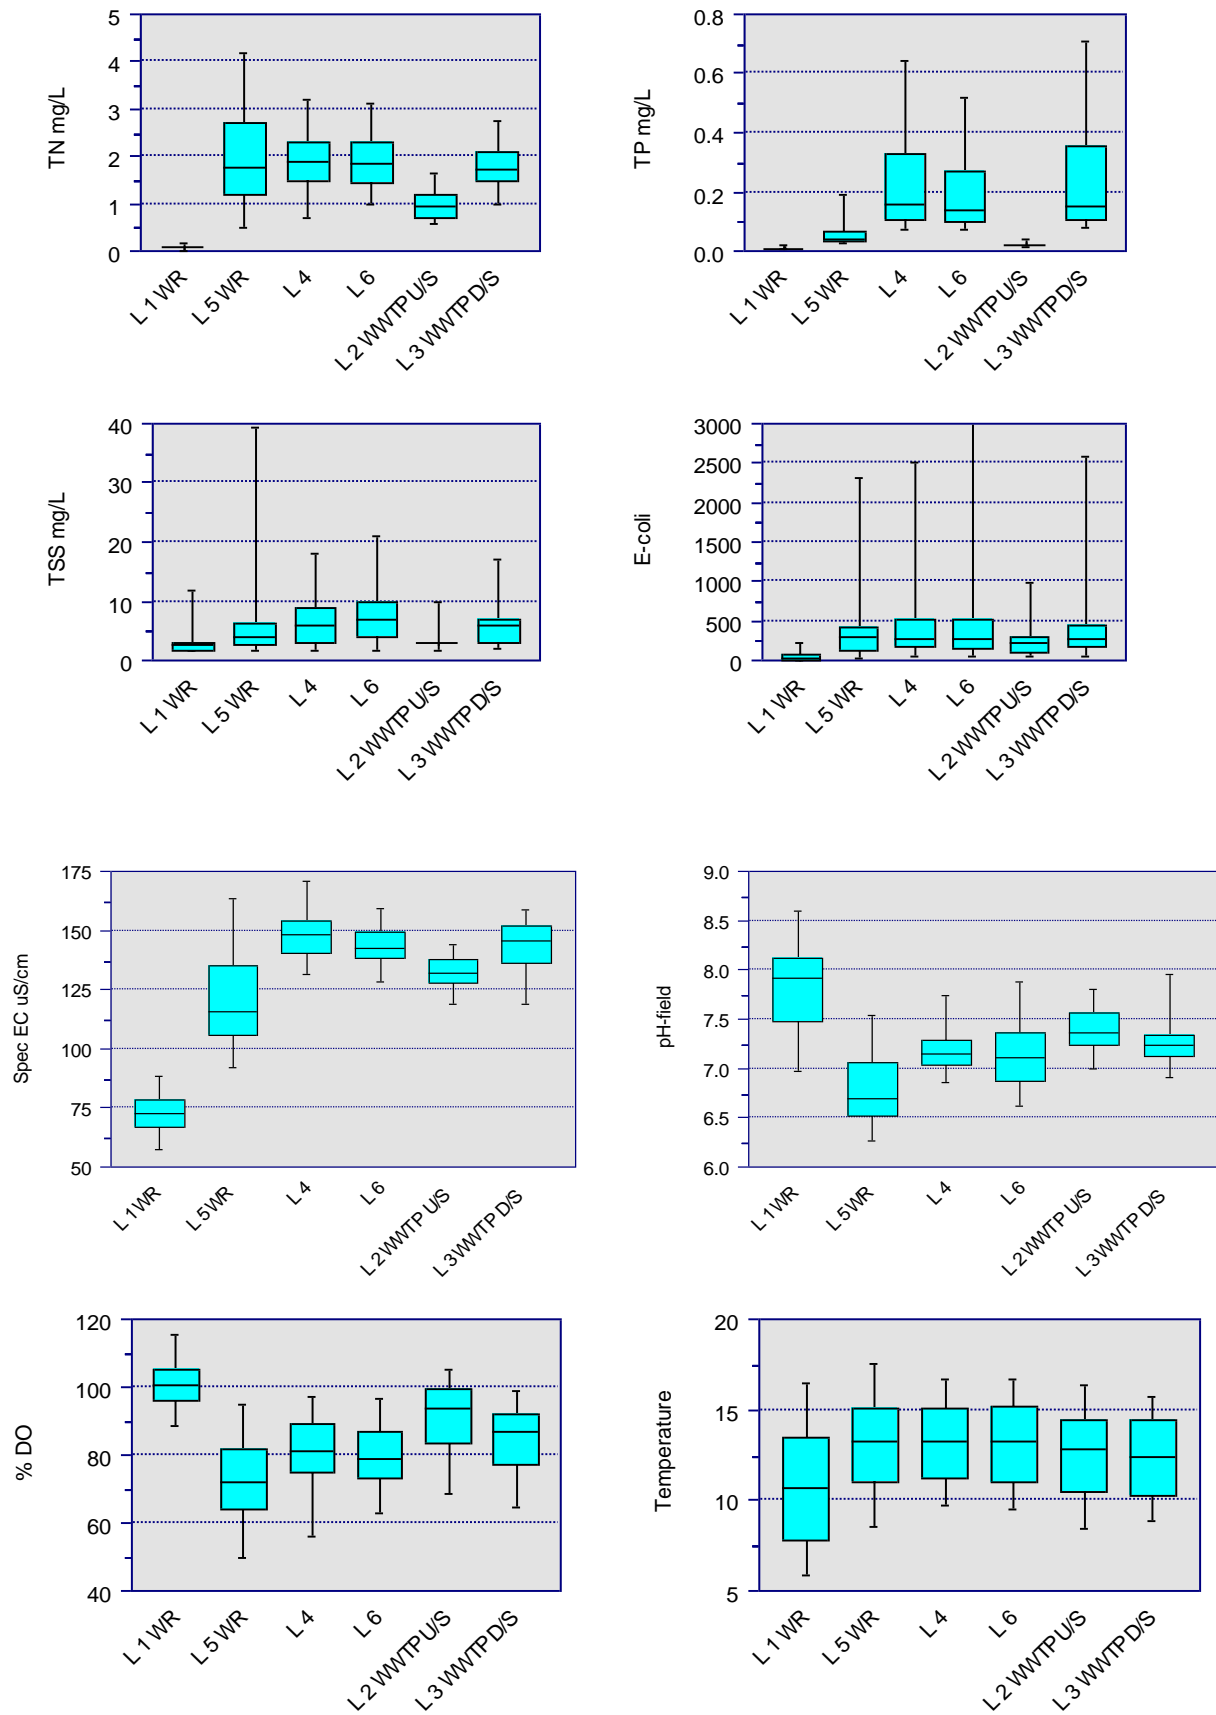 TN mg/L
5
4
3
2
1
0
L 1 WR
L 5 WR
L 4
L 6
L 2 WWTP U/S
L 3 WWTP D/S
TP mg/L
0.8
0.6
0.4
0.2
0.0
L 1 WR
L 5 WR
L 4
L 6
L 2 WWTP U/S
L 3 WWTP D/S
TSS mg/L
40
30
20
10
0
L 1 WR
L 5 WR
L 4
L 6
L 2 WWTP U/S
L 3 WWTP D/S
E-coli
3000
2500
2000
1500
1000
500
0
L 1 WR
L 5 WR
L 4
L 6
L 2 WWTP U/S
L 3 WWTP D/S
Spec EC uS/cm
175
150
125
100
75
50
L 1 WR
L 5 WR
L 4
L 6
L 2 WWTP U/S
L 3 WWTP D/S
pH-field
9.0
8.5
8.0
7.5
7.0
6.5
6.0
L 1 WR
L 5 WR
L 4
L 6
L 2 WWTP U/S
L 3 WWTP D/S
% DO
120
100
80
60
40
L 1 WR
L 5 WR
L 4
L 6
L 2 WWTP U/S
L 3 WWTP D/S
Temperature
20
15
10
5
L 1 WR
L 5 WR
L 4
L 6
L 2 WWTP U/S
L 3 WWTP D/S